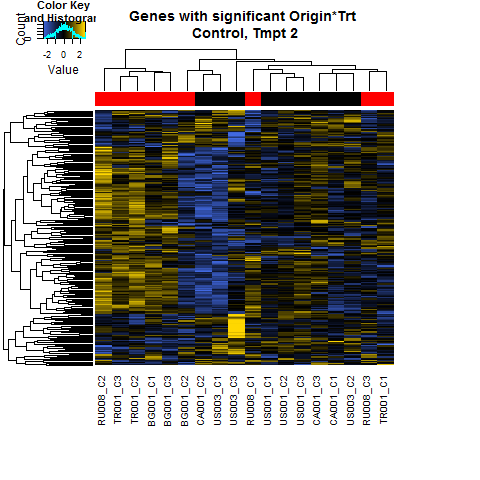 Color Key
and Histogram
Count
0
-2 0 2
Value
Genes with significant Origin*Trt
Control, Tmpt 2
RU008_C2
TR001_C3
TR001_C2
BG001_C1
BG001_C3
BG001_C2
CA001_C2
US003_C1
US003_C3
RU008_C1
US001_C1
US001_C2
US001_C3
CA001_C3
CA001_C1
US003_C2
RU008_C3
TR001_C1